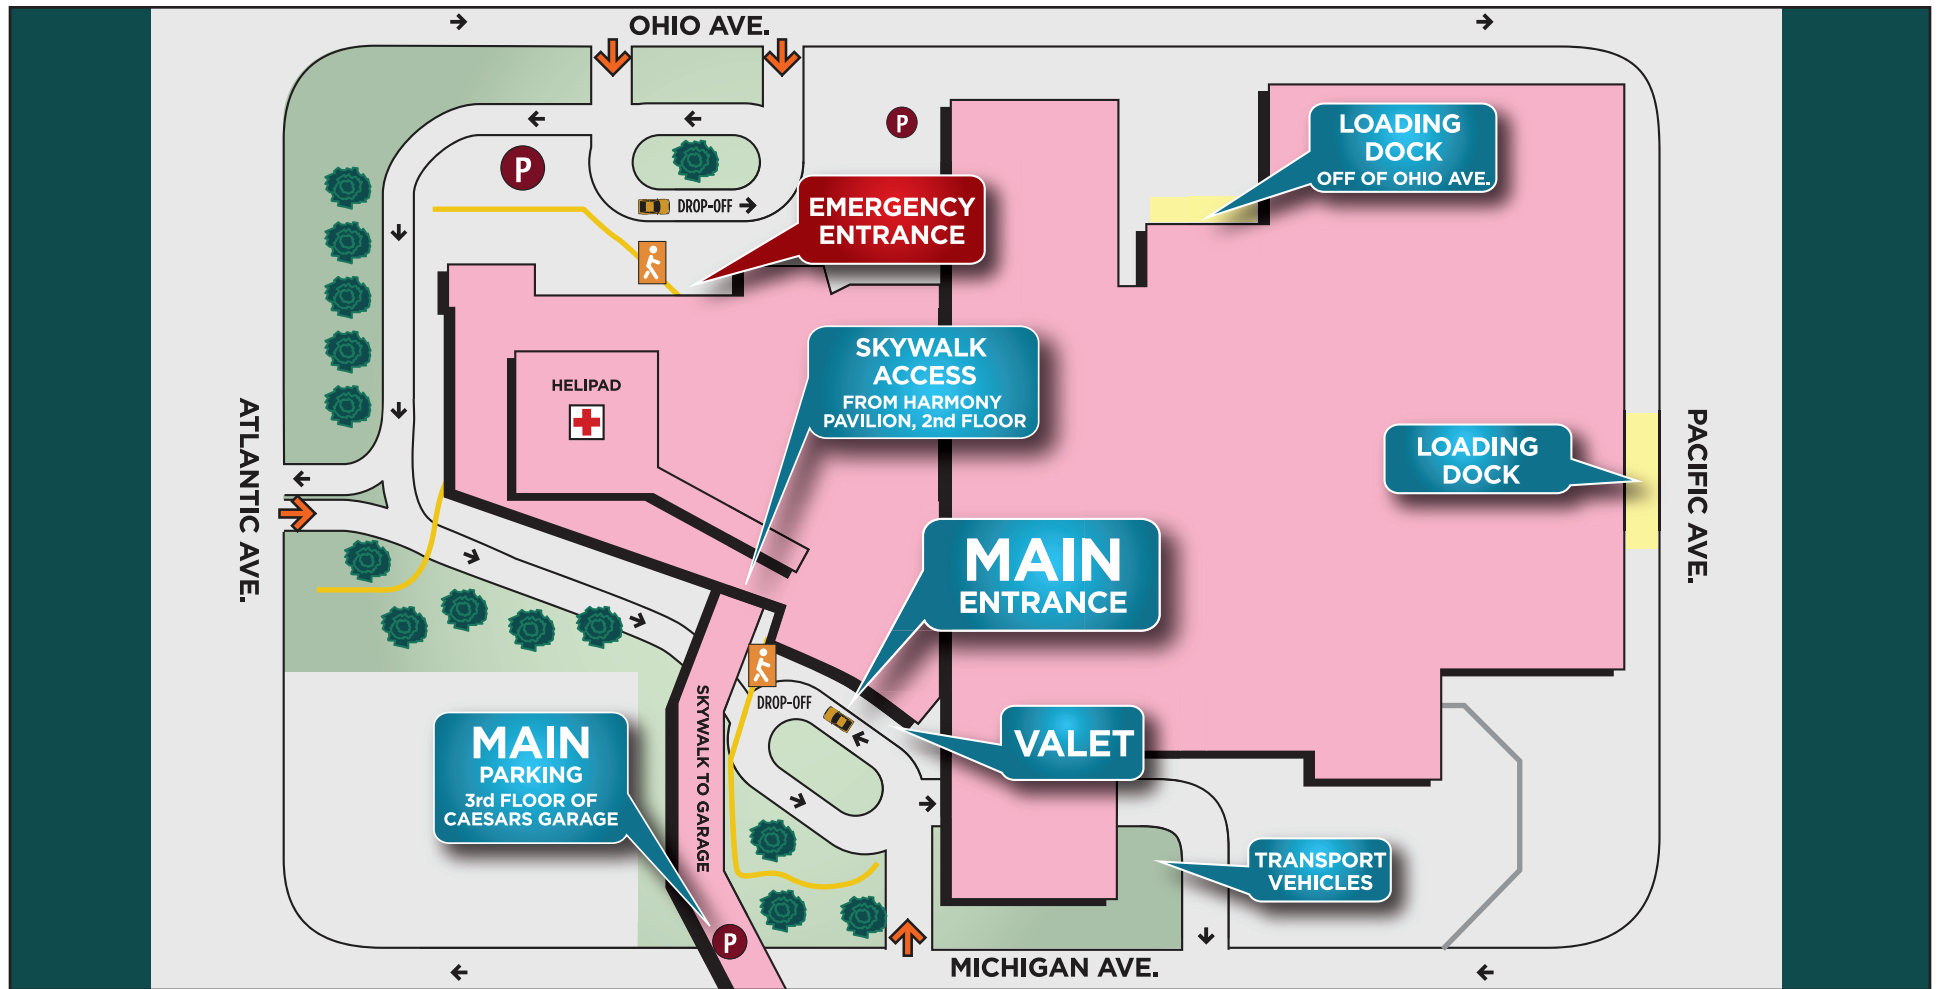 OHIO AVE.
P
P
LOADING
DOCK
OFF OF OHIO AVE.
DROP-OFF
EMERGENCY
ENTRANCE
SKYWALK
ACCESS
FROM HARMONY
PAVILION, 2nd FLOOR
HELIPAD
ATLANTIC AVE.
PACIFIC AVE.
LOADING
DOCK
MAIN
ENTRANCE
DROP-OFF
SKYWALK TO GARAGE
VALET
MAIN
PARKING
3rd FLOOR OF
CAESARS GARAGE
TRANSPORT
VEHICLES
P
MICHIGAN AVE.